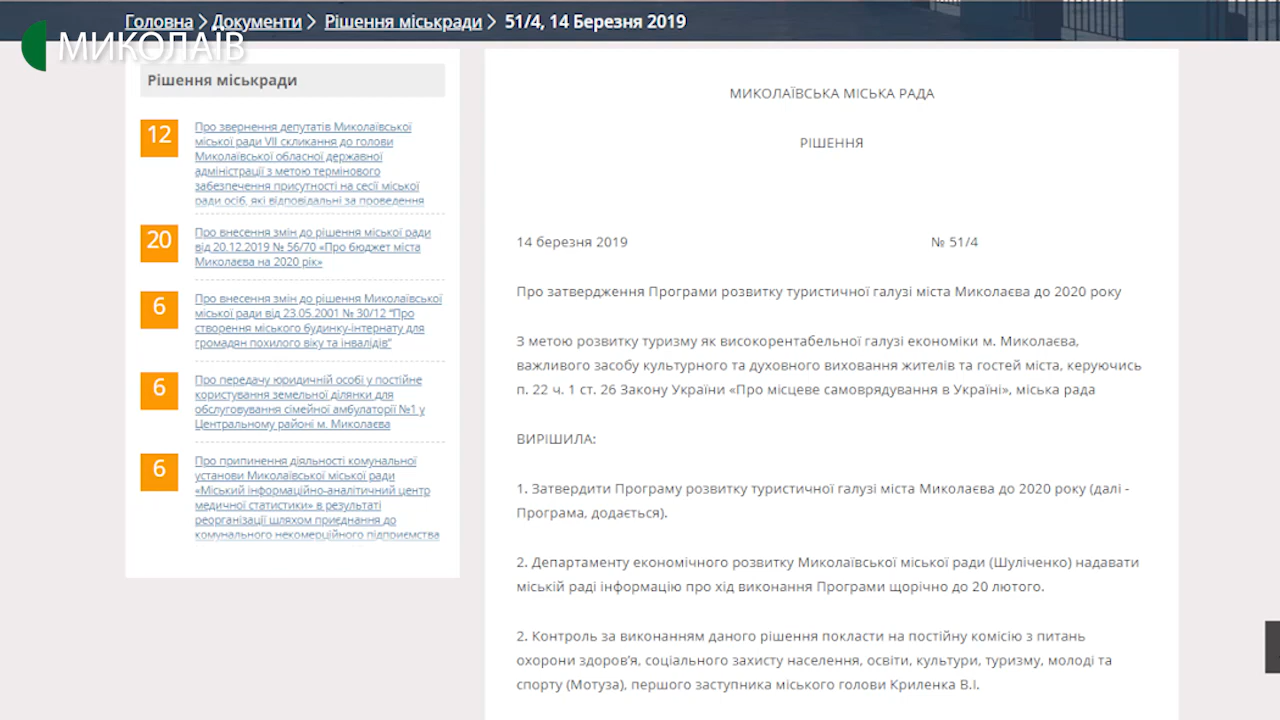 Головна > Документи > Рішення міськради > 51/4, 14 Березня 2019
МИКОЛАЇВ
Рішення міськради
12
Про звернення депутатів Миколаївської
міської ради VII скликання до голови
Миколаївської обласної державної
адміністрації з метою термінового
забезпечення присутності на сесії міської
ради осіб, які відповідальні за проведення
20
Про внесення змін до рішення міської ради
від 20.12.2019 № 56/70 «Про бюджет міста
Миколаєва на 2020 рік»
6
Про внесення змін до рішення Миколаївської
міської ради від 23.05.2001 № 30/12 “Про
створення міського будинку-інтернату для
громадян похилого віку та інвалідів”
6
Про передачу юридичній особі у постійне
користування земельної ділянки для
обслуговування сімейної амбулаторії №1 у
Центральному районі м. Миколаєва
6
Про припинення діяльності комунальної
установи Миколаївської міської ради
«Міський інформаційно-аналітичний центр
медичної статистики» в результаті
реорганізації шляхом приєднання до
комунального некомерційного підприємства
МИКОЛАЇВСЬКА МІСЬКА РАДА
РІШЕННЯ
14 березня 2019 № 51/4
Про затвердження Програми розвитку туристичної галузі міста Миколаєва до 2020 року
З метою розвитку туризму як високорентабельної галузі економіки м. Миколаєва,
важливого засобу культурного та духовного виховання жителів та гостей міста, керуючись
п. 22 ч. 1 ст. 26 Закону України «Про місцеве самоврядування в Україні», міська рада
ВИРІШИЛА:
1. Затвердити Програму розвитку туристичної галузі міста Миколаєва до 2020 року (далі -
Програма, додається).
2. Департаменту економічного розвитку Миколаївської міської ради (Шуліченко) надавати
міській раді інформацію про хід виконання Програми щорічно до 20 лютого.
2. Контроль за виконанням даного рішення покласти на постійну комісію з питань
охорони здоров’я, соціального захисту населення, освіти, культури, туризму, молоді та
спорту (Мотуза), першого заступника міського голови Криленка В.І.